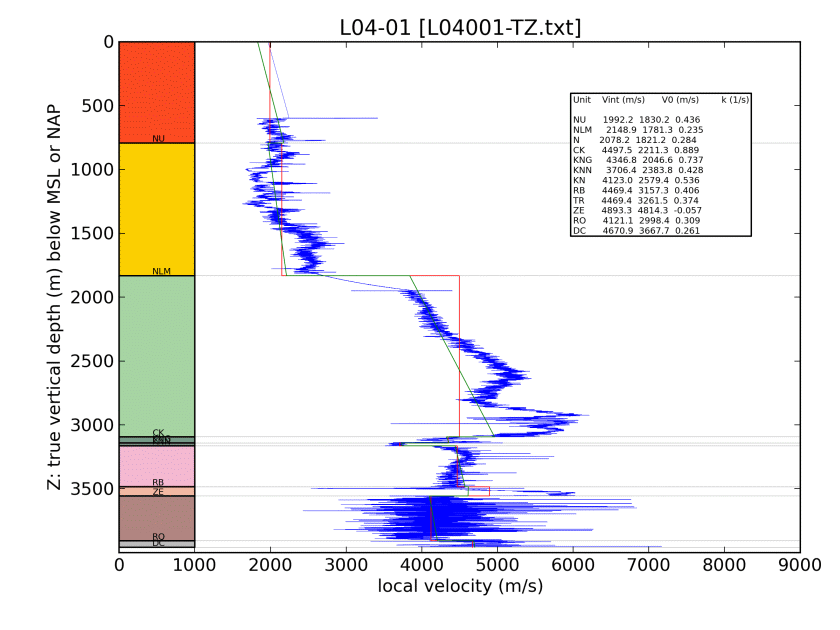 L04-01 [L04001-TZ.txt]
Z: true vertical depth (m) below MSL or NAP
0
500
1000
1500
2000
2500
3000
3500
NU
NLM
CK
RB
ZE
RO
DC
Unit Vint (m/s) V0 (m/s) k (1/s)
NU 1992.2 1830.2 0.436
NLM 2148.9 1781.3 0.235
N 2078.2 1821.2 0.284
CK 4497.5 2211.3 0.889
KNG 4346.8 2046.6 0.737
KNN 3706.4 2383.8 0.428
KN 4123.0 2579.4 0.536
RB 4469.4 3157.3 0.406
TR 4469.4 3261.5 0.374
ZE 4893.3 4814.3 -0.057
RO 4121.1 2998.4 0.309
DC 4670.9 3667.7 0.261
0 1000 2000 3000 4000 5000 6000 7000 8000 9000
local velocity (m/s)